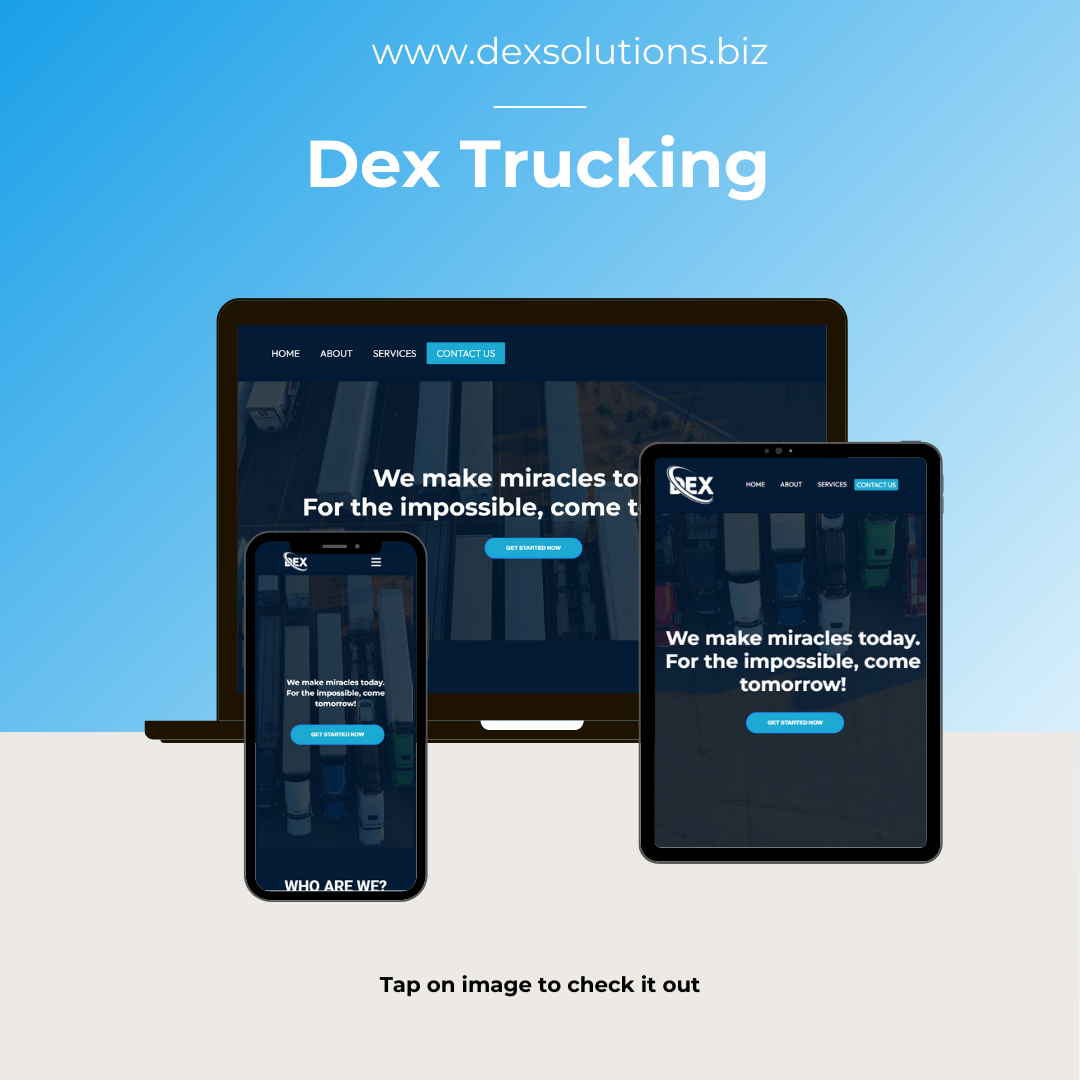 www.dexsolutions.biz
Dex Trucking
HOME ABOUT SERVICES CONTACT US
We make miracles to
For the impossible, come t
GET STARTED NOW
DEX HOME ABOUT SERVICES CONTACT US
We make miracles today.
For the impossible, come
tomorrow!
GET STARTED NOW
DEX
We make miracles today.
For the impossible, come
tomorrow!
GET STARTED NOW
WHO ARE WE?
Tap on image to check it out